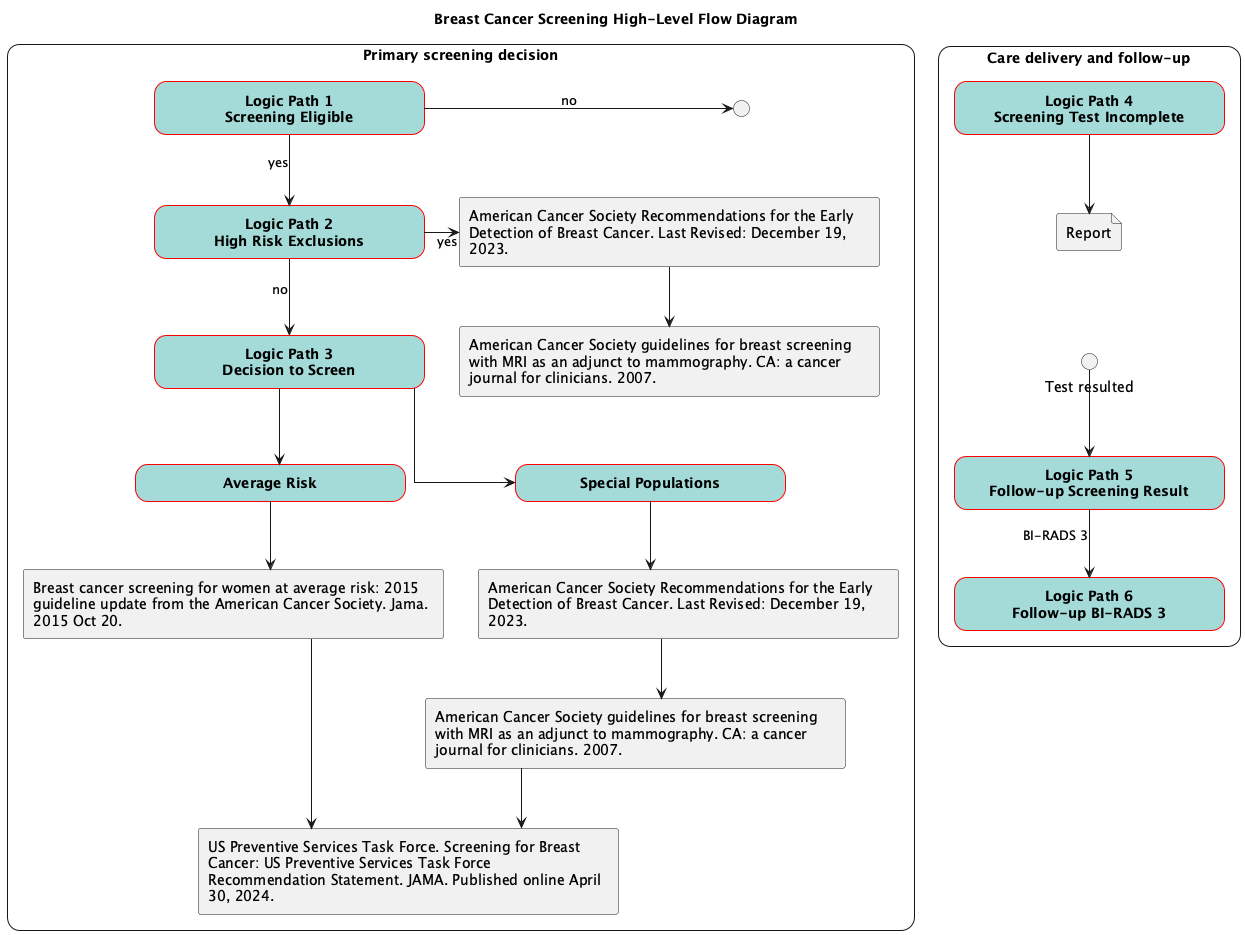 Breast Cancer Screening High-Level Flow Diagram
Primary screening decision
Logic Path 1
Screening Eligible
no
yes
Logic Path 2
High Risk Exclusions
yes
American Cancer Society Recommendations for the Early
Detection of Breast Cancer. Last Revised: December 19,
2023.
no
Logic Path 3
Decision to Screen
American Cancer Society guidelines for breast screening
with MRI as an adjunct to mammography. CA: a cancer
journal for clinicians. 2007.
Average Risk
Special Populations
Breast cancer screening for women at average risk: 2015
guideline update from the American Cancer Society. Jama.
2015 Oct 20.
American Cancer Society Recommendations for the Early
Detection of Breast Cancer. Last Revised: December 19,
2023.
American Cancer Society guidelines for breast screening
with MRI as an adjunct to mammography. CA: a cancer
journal for clinicians. 2007.
US Preventive Services Task Force. Screening for Breast
Cancer: US Preventive Services Task Force
Recommendation Statement. JAMA. Published online April
30, 2024.
Care delivery and follow-up
Logic Path 4
Screening Test Incomplete
Report
Test resulted
Logic Path 5
Follow-up Screening Result
BI-RADS 3
Logic Path 6
Follow-up BI-RADS 3